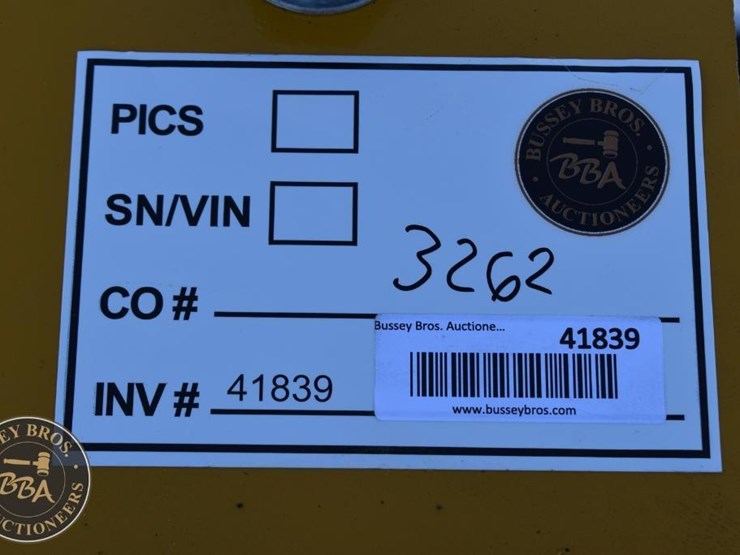 PICS
BUSSEY BROS.
BBA
AUCTIONEERS
SN/VIN
3262
CO #
Bussey Bros. Auctione...
41839
INV # 41839
www.busseybros.com
EY BROS.
BBA
CTIONEERS